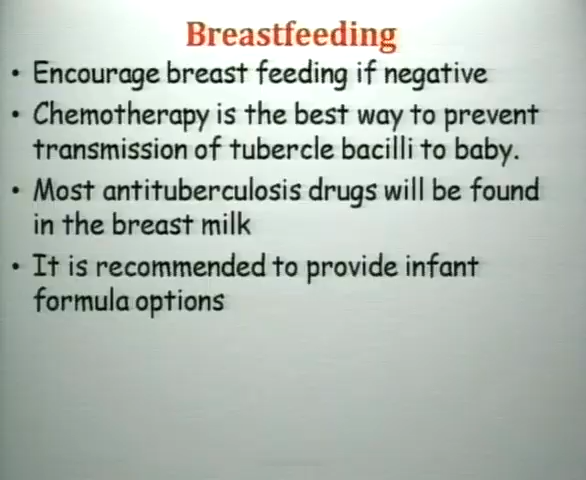 Breastfeeding
• Encourage breast feeding if negative
• Chemotherapy is the best way to prevent
transmission of tubercle bacilli to baby.
• Most antituberculosis drugs will be found
in the breast milk
• It is recommended to provide infant
formula options